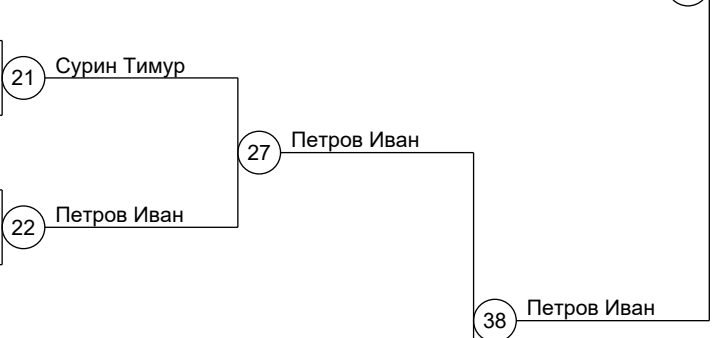 21 Сурин Тимур
27 Петров Иван
22 Петров Иван
38 Петров Иван